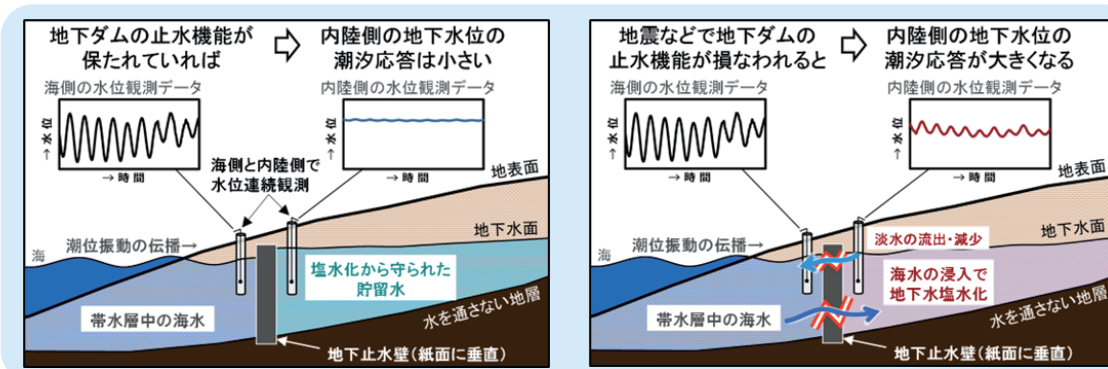 地下ダムの止水機能が
保たれていれば
内陸側の地下水位の
潮汐応答は小さい
海側の水位観測データ
内陸側の水位観測データ
→水位
→時間
→水位
→時間
海側と内陸側で
水位連続観測
地表面
地下水面
潮位振動の伝播→
海
塩水化から守られた
貯留水
帯水層中の海水
水を通さない地層
地下止水壁(紙面に垂直)
地震などで地下ダムの
止水機能が損なわれると
内陸側の地下水位の
潮汐応答が大きくなる
海側の水位観測データ
内陸側の水位観測データ
→水位
→時間
→水位
→時間
地表面
地下水面
潮位振動の伝播→
海
淡水の流出・減少
海水の浸入で
地下水塩水化
帯水層中の海水
水を通さない地層
地下止水壁(紙面に垂直)